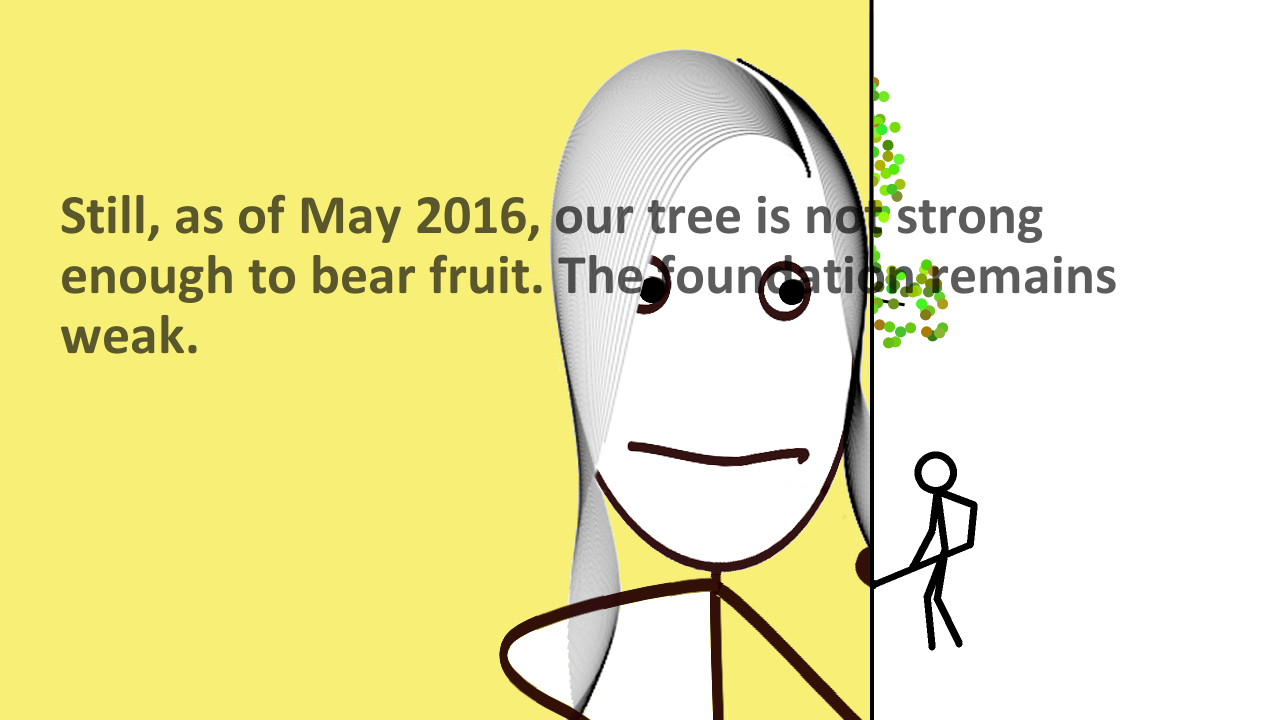 Still, as of May 2016, our tree is not strong
enough to bear fruit. The foundation remains
weak.